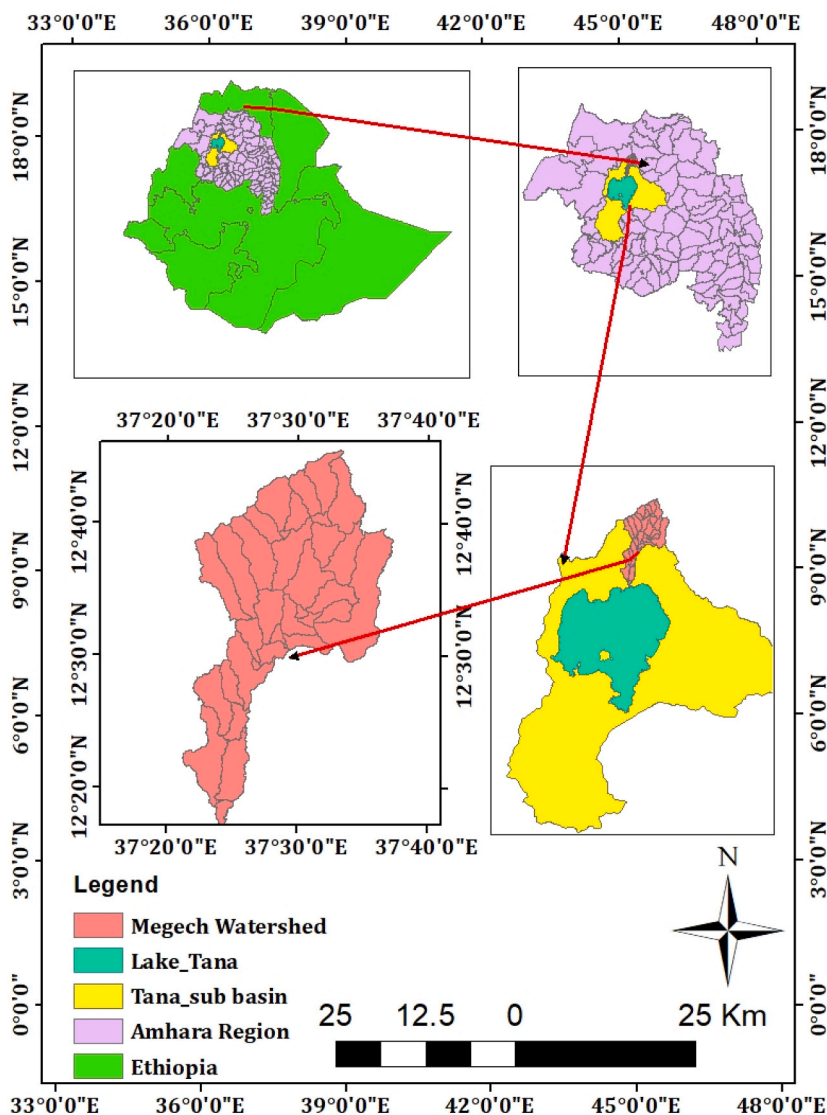 33°0'0"E 36°0'0"E 39°0'0"E 42°0'0"E 45°0'0"E 48°0'0"E
18°0'0"N
18°0'0"N
15°0'0"N
15°0'0"N
12°0'0"N
12°0'0"N
9°0'0"N
9°0'0"N
6°0'0"N
6°0'0"N
3°0'0"N
3°0'0"N
0°0'0"
0°0'0"
37°20'0"E 37°30'0"E 37°40'0"E
12°40'0"N
12°40'0"N
12°30'0"N
12°30'0"N
12°20'0"N
12°20'0"N
37°20'0"E 37°30'0"E 37°40'0"E
Legend
Megech Watershed
Lake_Tana
Tana_sub basin
Amhara Region
Ethiopia
N
25 12.5 0 25 Km
33°0'0"E 36°0'0"E 39°0'0"E 42°0'0"E 45°0'0"E 48°0'0"E